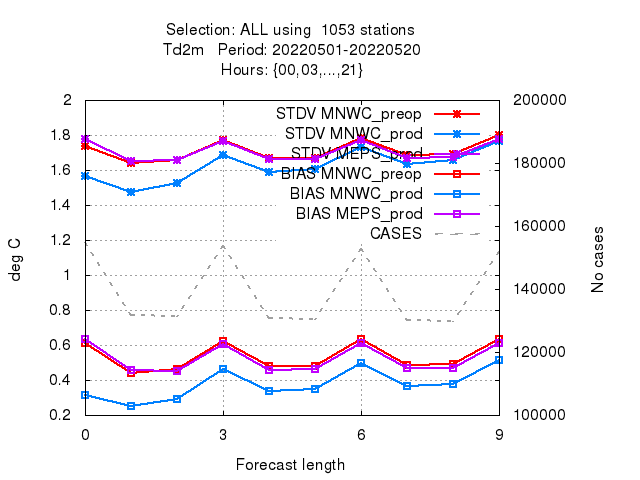 Selection: ALL using  1053 stations
Td2m   Period: 20220501-20220520
Hours: {00,03,...,21}
2 200000
STDV MNWC_preop
1.8 STDV MNWC_prod 180000
STDV MEPS_prod
1.6 BIAS MNWC_preop
BIAS MNWC_prod
1.4 BIAS MEPS_prod 160000
1.2 CASES
deg C
No cases
1 140000
0.8
0.6 120000
0.4
0.2 100000
0 3 6 9
Forecast length